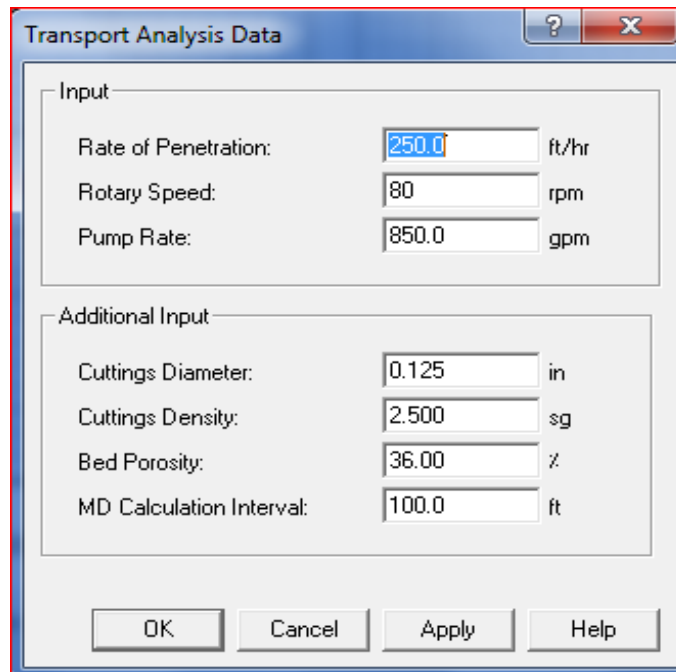 Transport Analysis Data
Input
Rate of Penetration: 250.0 ft/hr
Rotary Speed: 80 rpm
Pump Rate: 850.0 gpm
Additional Input
Cuttings Diameter: 0.125 in
Cuttings Density: 2.500 sg
Bed Porosity: 36.00 %
MD Calculation Interval: 100.0 ft
OK Cancel Apply Help